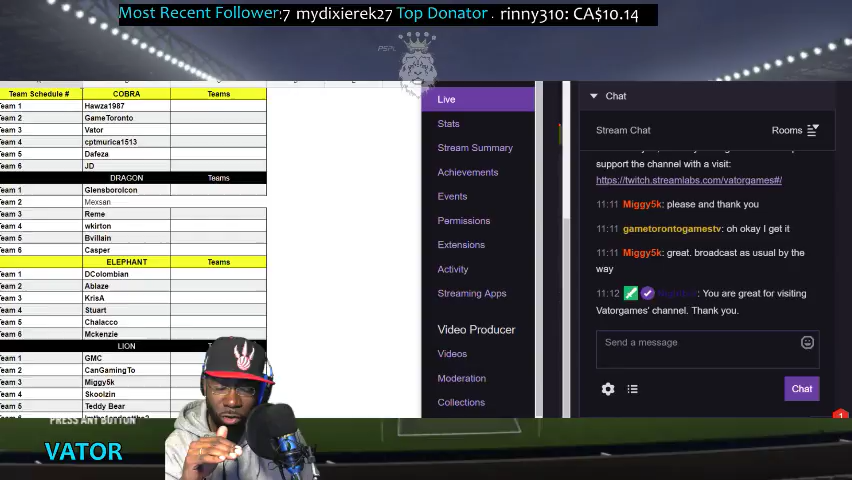 Most Recent Follower:7 mydixierek27 Top Donator . rinny310: CA$10.14
PSPL
Team Schedule # COBRA Teams
Team 1 Hawza1987
Team 2 GameToronto
Team 3 Vator
Team 4 cptmurica1513
Team 5 Dafeza
Team 6 JD
DRAGON Teams
Team 1 Glensboroicon
Team 2 Mexsan
Team 3 Reme
Team 4 wkirton
Team 5 Bvillain
Team 6 Casper
ELEPHANT Teams
Team 1 DColombian
Team 2 Ablaze
Team 3 KrisA
Team 4 Stuart
Team 5 Chalacco
Team 6 Mckenzie
LION
Team 1 GMC
Team 2 CanGamingTo
Team 3 Miggy5k
Team 4 Skoolzin
Team 5 Teddy Bear
Live
Stats
Stream Summary
Achievements
Events
Permissions
Extensions
Activity
Streaming Apps
Video Producer
Videos
Moderation
Collections
Chat
Stream Chat Rooms
support the channel with a visit:
https://twitch.streamlabs.com/vatorgames#/
11:11 Miggy5k: please and thank you
11:11 gametorontogamestv: oh okay I get it
11:11 Miggy5k: great. broadcast as usual by the
way
11:12 : You are great for visiting
Vatorgames' channel. Thank you.
Send a message
Chat
1
PRESS ANY BUTTON
VATOR